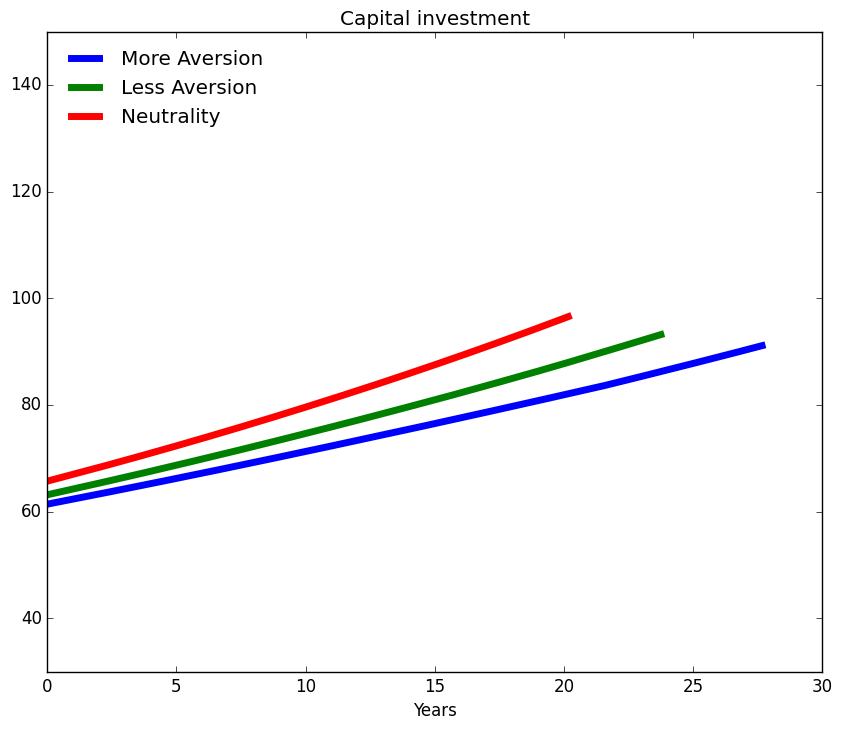 Capital investment
More Aversion
Less Aversion
Neutrality
140
120
100
80
60
40
0 5 10 15 20 25 30
Years